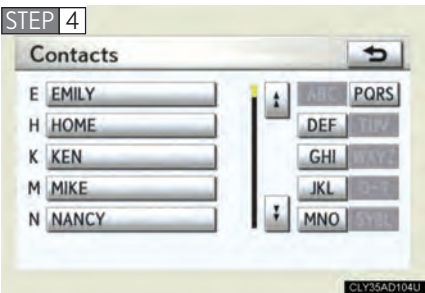 STEP 4
Contacts
E EMILY ABC PQRS
H HOME DEF TUV
K KEN GHI WXYZ
M MIKE JKL 0-9
N NANCY MNO SYBL
CLY35AD104U